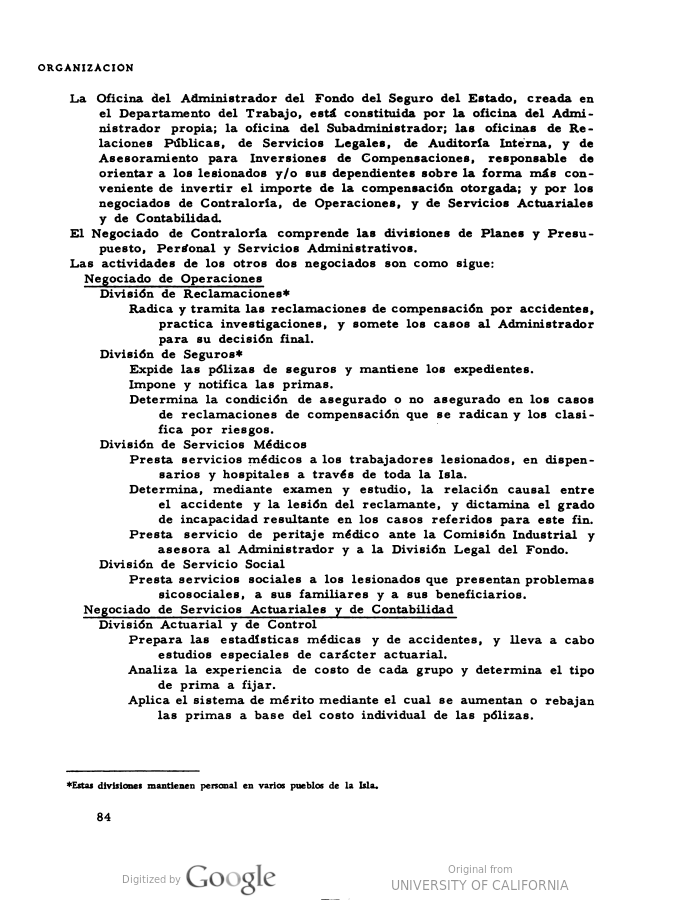 ORGANIZACION
La Oficina del Administrador del Fondo del Seguro del Estado, creada en
el Departamento del Trabajo, está constituida por la oficina del Admi-
nistrador propia; la oficina del Subadministrador; las oficinas de Re-
laciones Públicas, de Servicios Legales, de Auditoría Interna, y de
Asesoramiento para Inversiones de Compensaciones, responsable de
orientar a los lesionados y/o sus dependientes sobre la forma más con-
veniente de invertir el importe de la compensación otorgada; y por los
negociados de Contraloría, de Operaciones, y de Servicios Actuariales
y de Contabilidad.
El Negociado de Contraloría comprende las divisiones de Planes y Presu-
puesto, Personal y Servicios Administrativos.
Las actividades de los otros dos negociados son como sigue:
Negociado de Operaciones
División de Reclamaciones*
Radica y tramita las reclamaciones de compensación por accidentes,
practica investigaciones, y somete los casos al Administrador
para su decisión final.
División de Seguros*
Expide las pólizas de seguros y mantiene los expedientes.
Impone y notifica las primas.
Determina la condición de asegurado o no asegurado en los casos
de reclamaciones de compensación que se radican y los clasi-
fica por riesgos.
División de Servicios Médicos
Presta servicios médicos a los trabajadores lesionados, en dispen-
sarios y hospitales a través de toda la Isla.
Determina, mediante examen y estudio, la relación causal entre
el accidente y la lesión del reclamante, y dictamina el grado
de incapacidad resultante en los casos referidos para este fin.
Presta servicio de peritaje médico ante la Comisión Industrial y
asesora al Administrador y a la División Legal del Fondo.
División de Servicio Social
Presta servicios sociales a los lesionados que presentan problemas
sicosociales, a sus familiares y a sus beneficiarios.
Negociado de Servicios Actuariales y de Contabilidad
División Actuarial y de Control
Prepara las estadísticas médicas y de accidentes, y lleva a cabo
estudios especiales de carácter actuarial.
Analiza la experiencia de costo de cada grupo y determina el tipo
de prima a fijar.
Aplica el sistema de mérito mediante el cual se aumentan o rebajan
las primas a base del costo individual de las pólizas.
*Estas divisiones mantienen personal en varios pueblos de la Isla.
84
Digitized by Google
Original from
UNIVERSITY OF CALIFORNIA